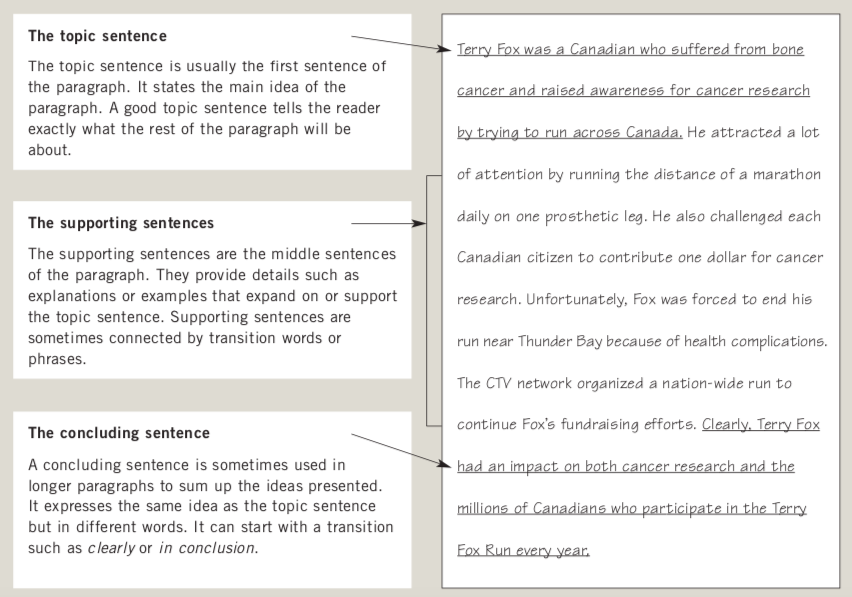 The topic sentence
The topic sentence is usually the first sentence of
the paragraph. It states the main idea of the
paragraph. A good topic sentence tells the reader
exactly what the rest of the paragraph will be
about.
The supporting sentences
The supporting sentences are the middle sentences
of the paragraph. They provide details such as
explanations or examples that expand on or support
the topic sentence. Supporting sentences are
sometimes connected by transition words or
phrases.
The concluding sentence
A concluding sentence is sometimes used in
longer paragraphs to sum up the ideas presented.
It expresses the same idea as the topic sentence
but in different words. It can start with a transition
such as clearly or in conclusion.
Terry Fox was a Canadian who suffered from bone
cancer and raised awareness for cancer research
by trying to run across Canada. He attracted a lot
of attention by running the distance of a marathon
daily on one prosthetic leg. He also challenged each
Canadian citizen to contribute one dollar for cancer
research. Unfortunately, Fox was forced to end his
run near Thunder Bay because of health complications.
The CTV network organized a nation-wide run to
continue Fox's fundraising efforts. Clearly, Terry Fox
had an impact on both cancer research and the
millions of Canadians who participate in the Terry
Fox Run every year.